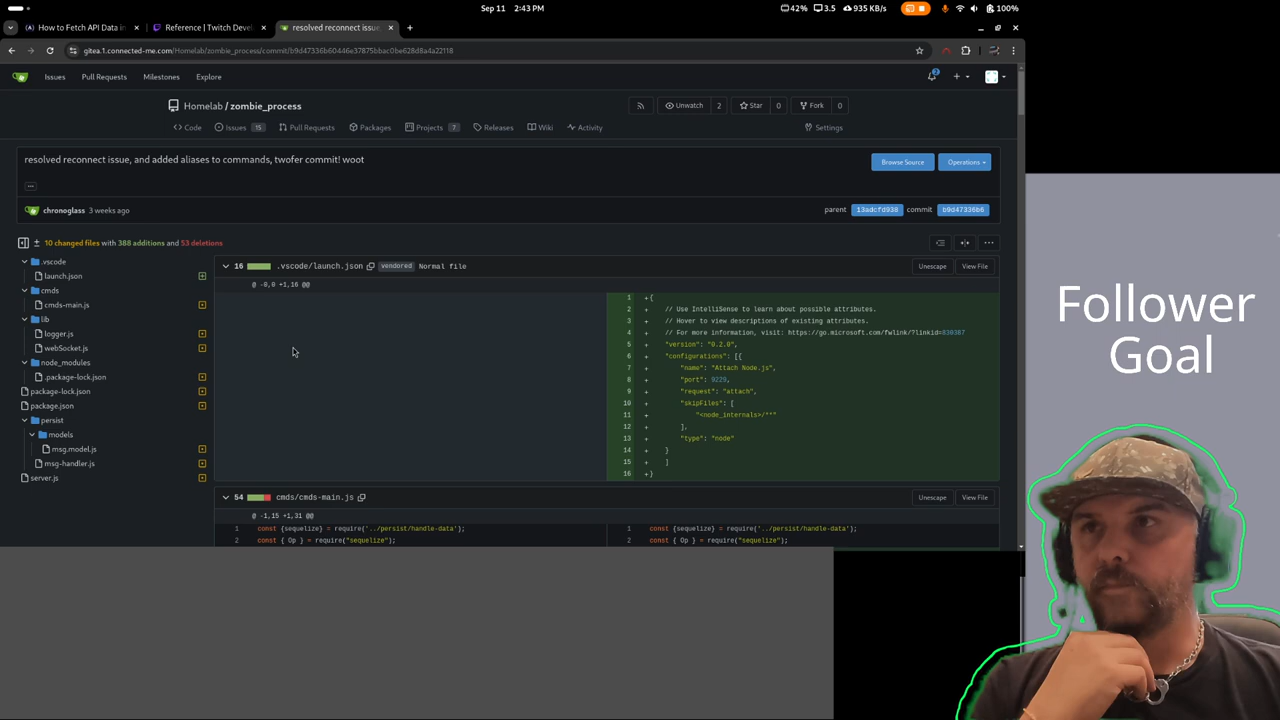 Sep 11 2:43 PM
42% 3.5 935 KB/s 100%
How to Fetch API Data in
Reference | Twitch Devel
resolved reconnect issue
gitea.1.connected-me.com/Homelab/zombie_process/commit/b9d47336b60446e37875bbac0be628d8a4a22118
Issues Pull Requests Milestones Explore
Homelab / zombie_process
Unwatch 2 Star 0 Fork 0
Code Issues 15 Pull Requests Packages Projects 7 Releases Wiki Activity Settings
resolved reconnect issue, and added aliases to commands, twofer commit! woot
Browse Source Operations
...
chronoglass 3 weeks ago
parent 13adcfd938 commit b9d47336b6
10 changed files with 388 additions and 53 deletions
.vscode
launch.json
cmds
cmds-main.js
lib
logger.js
webSocket.js
node_modules
.package-lock.json
package-lock.json
package.json
persist
models
msg.model.js
msg-handler.js
server.js
16 .vscode/launch.json vendored Normal file Unescape View File
@ -0,0 +1,16 @@
1 +{
2 + // Use IntelliSense to learn about possible attributes.
3 + // Hover to view descriptions of existing attributes.
4 + // For more information, visit: https://go.microsoft.com/fwlink/?linkid=830387
5 + "version": "0.2.0",
6 + "configurations": [{
7 + "name": "Attach Node.js",
8 + "port": 9229,
9 + "request": "attach",
10 + "skipFiles": [
11 + "<node_internals>/**"
12 + ],
13 + "type": "node"
14 + }
15 + ]
16 +}
54 cmds/cmds-main.js Unescape View File
@ -1,15 +1,31 @@
1 const {sequelize} = require('../persist/handle-data'); 1 const {sequelize} = require('../persist/handle-data');
2 const { Op } = require("sequelize"); 2 const { Op } = require("sequelize");
Follower
Goal